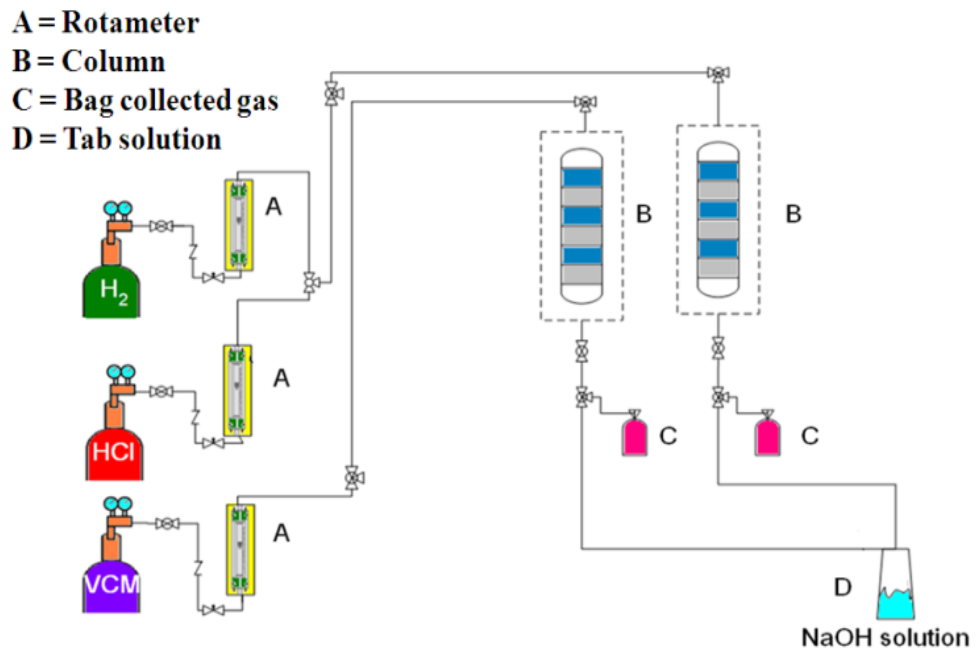 A = Rotameter
B = Column
C = Bag collected gas
D = Tab solution
H2
A
B
B
HCl
A
C
C
VCM
A
D
NaOH solution